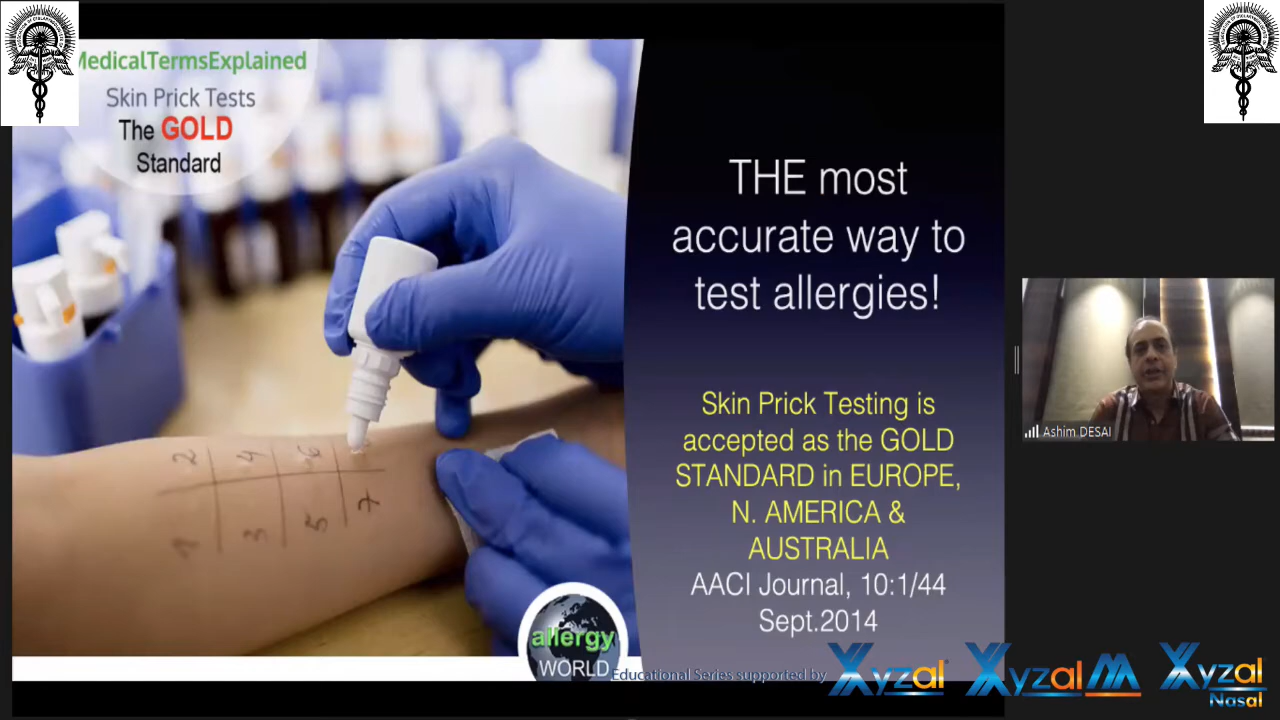 MedicalTermsExplained
Skin Prick Tests
The GOLD
Standard
THE most
accurate way to
test allergies!
Skin Prick Testing is
accepted as the GOLD
STANDARD in EUROPE,
N. AMERICA &
AUSTRALIA
AACI Journal, 10:1/44
Sept.2014
Ashim DESAI
2 4 6
3 5 7
allergy
WORLD
Educational Series supported by
Xyzal Xyzal M Xyzal
Nasal